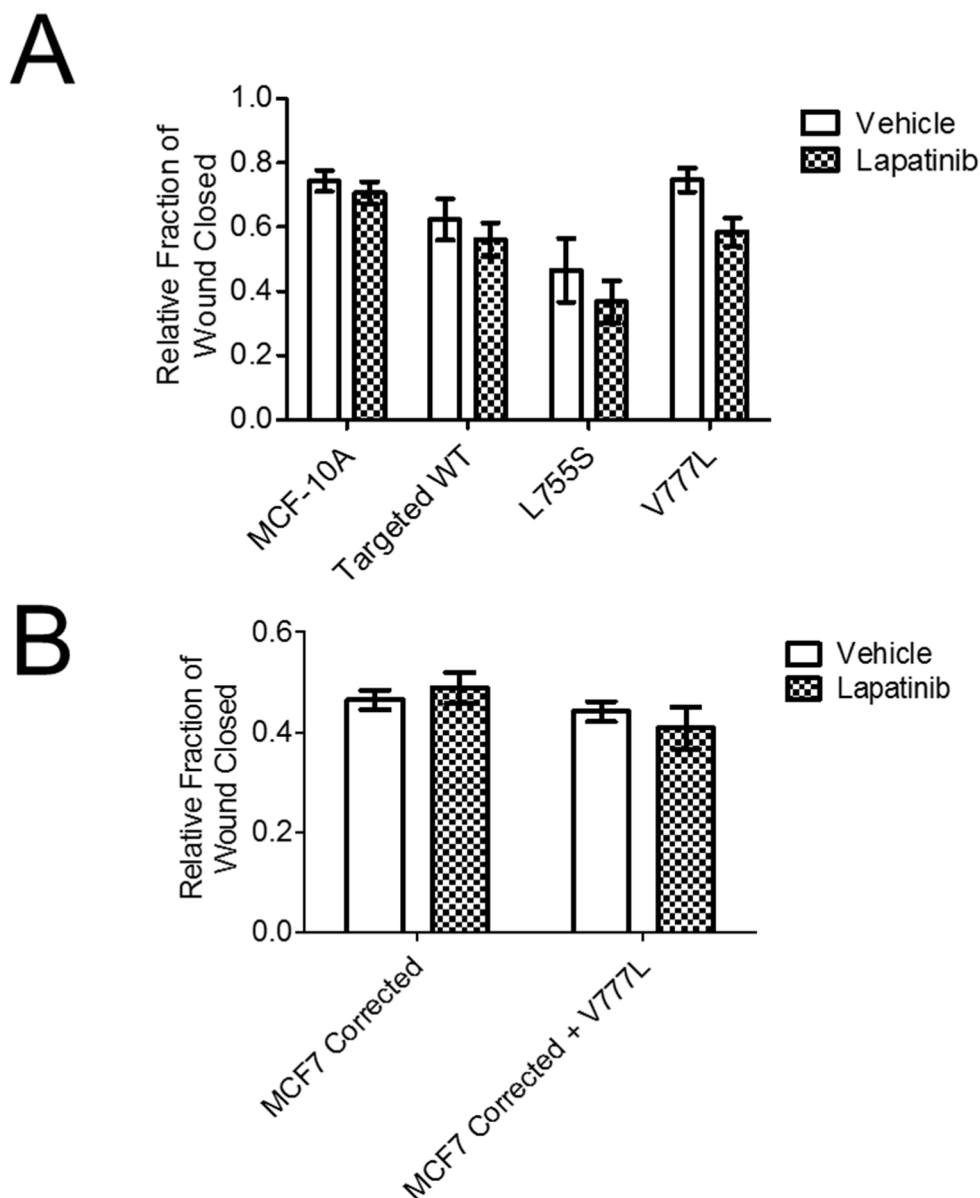 A
Relative Fraction of
Wound Closed
1.0
0.8
0.6
0.4
0.2
0.0
MCF-10A
Targeted WT
L755S
V777L
Vehicle
Lapatinib
B
Relative Fraction of
Wound Closed
0.6
0.4
0.2
0.0
MCF7 Corrected
MCF7 Corrected + V777L
Vehicle
Lapatinib